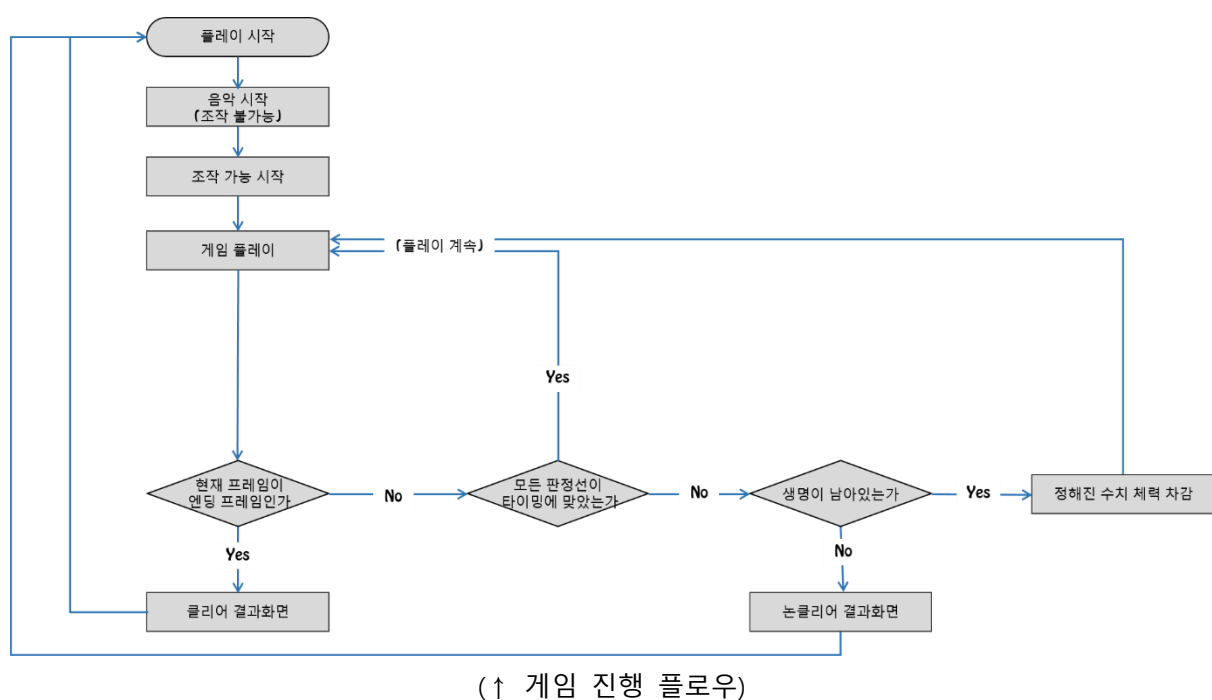 플레이 시작
음악 시작
(조작 불가능)
조작 가능 시작
게임 플레이
(플레이 계속)
Yes
현재 프레임이
엔딩 프레임인가
No
모든 판정선이
타이밍에 맞았는가
No
생명이 남아있는가
Yes
정해진 수치 체력 차감
Yes
No
클리어 결과화면
논클리어 결과화면
(↑ 게임 진행 플로우)